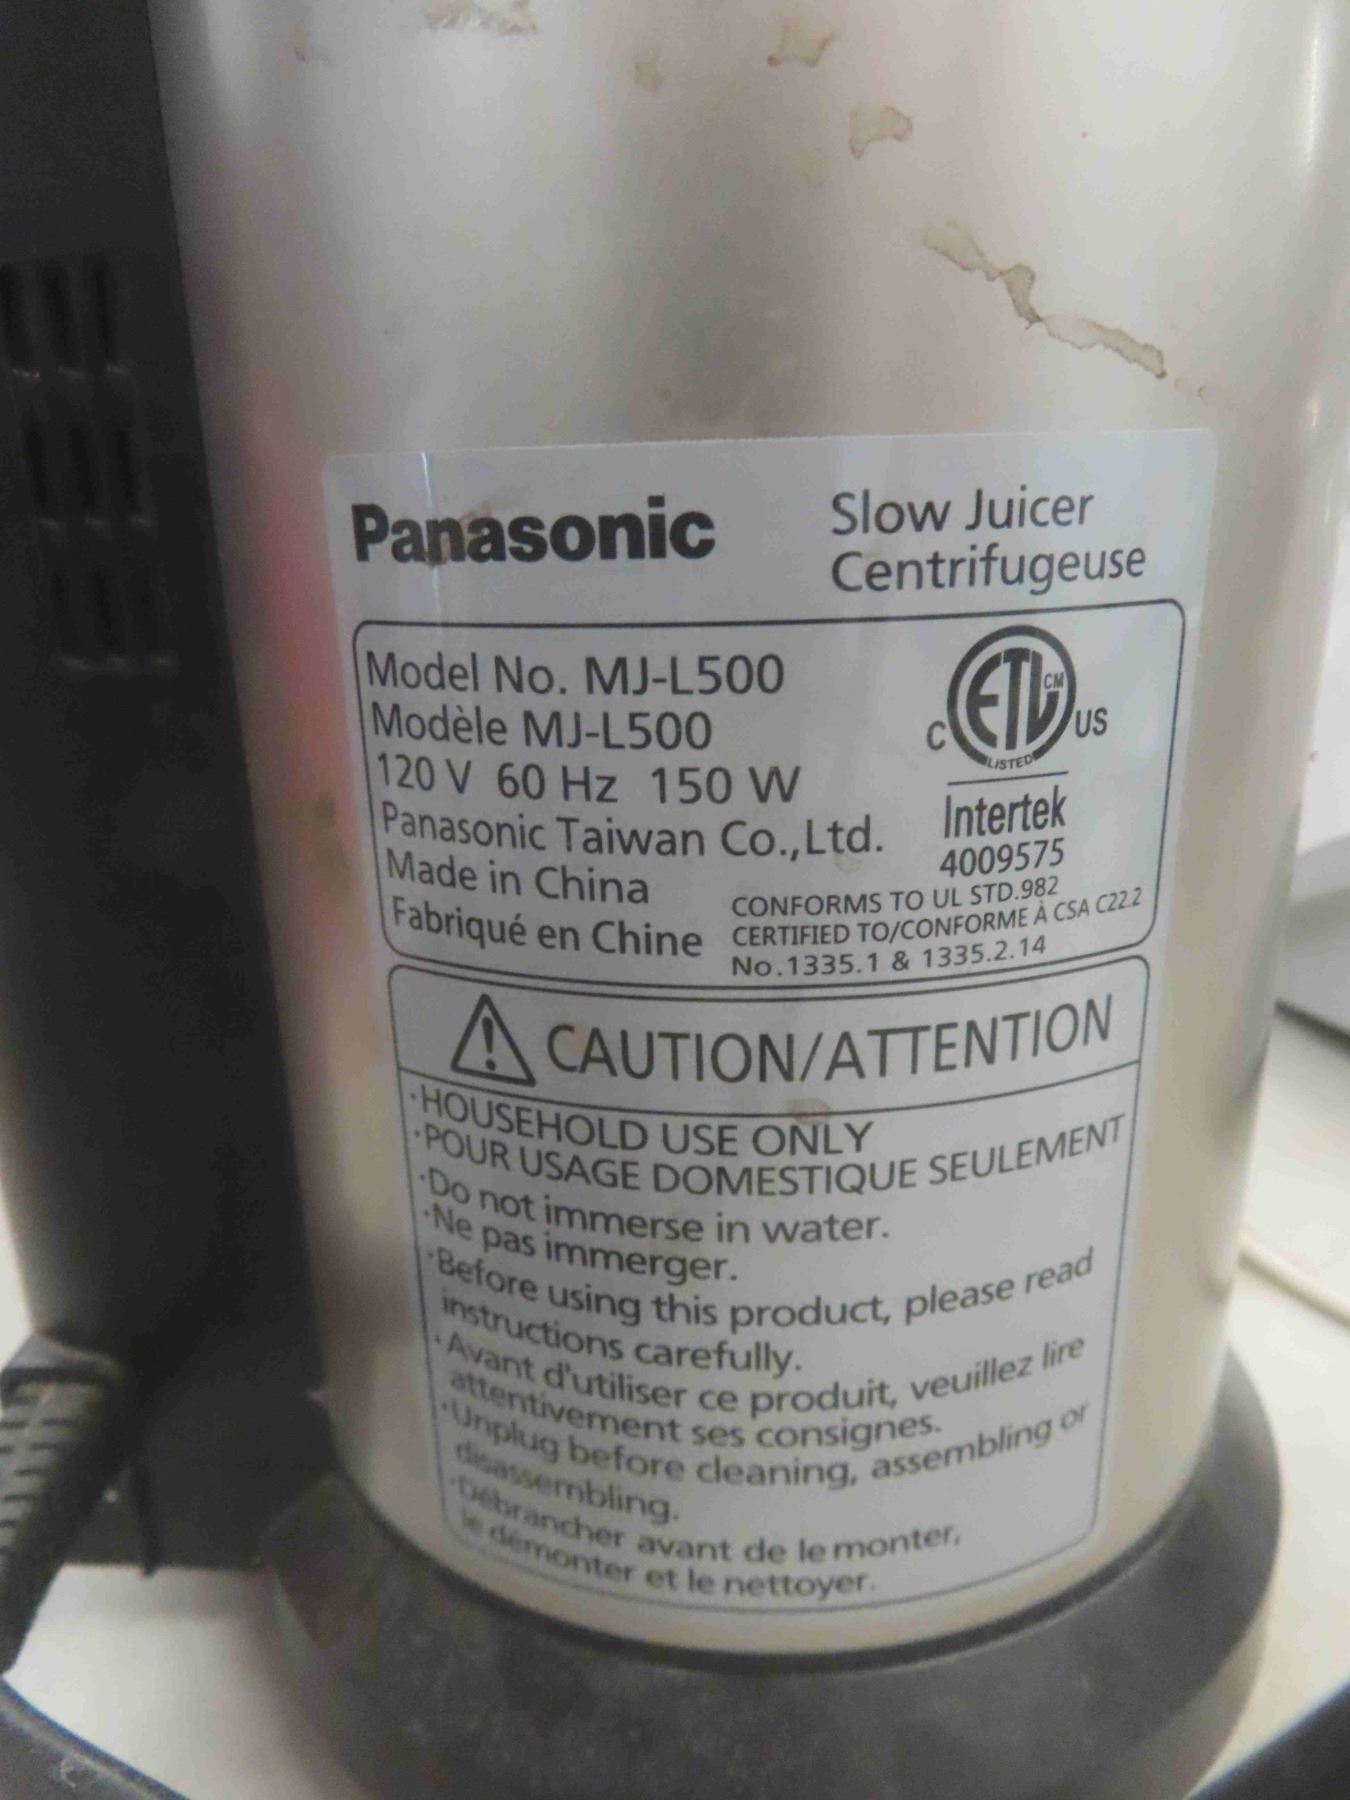 Panasonic
Slow Juicer
Centrifugeuse
Model No. MJ-L500
Modèle MJ-L500
120 V 60 Hz 150 W
Panasonic Taiwan Co.,Ltd.
Made in China
Fabriqué en Chine
ETL CM
LISTED
C US
Intertek
4009575
CONFORMS TO UL STD.982
CERTIFIED TO/CONFORME À CSA C22.2
No.1335.1 & 1335.2.14
CAUTION/ATTENTION
·HOUSEHOLD USE ONLY
·POUR USAGE DOMESTIQUE SEULEMENT
·Do not immerse in water.
·Ne pas immerger.
·Before using this product, please read
instructions carefully.
·Avant d'utiliser ce produit, veuillez lire
attentivement ses consignes.
·Unplug before cleaning, assembling or
disassembling.
·Débrancher avant de le monter,
le démonter et le nettoyer.